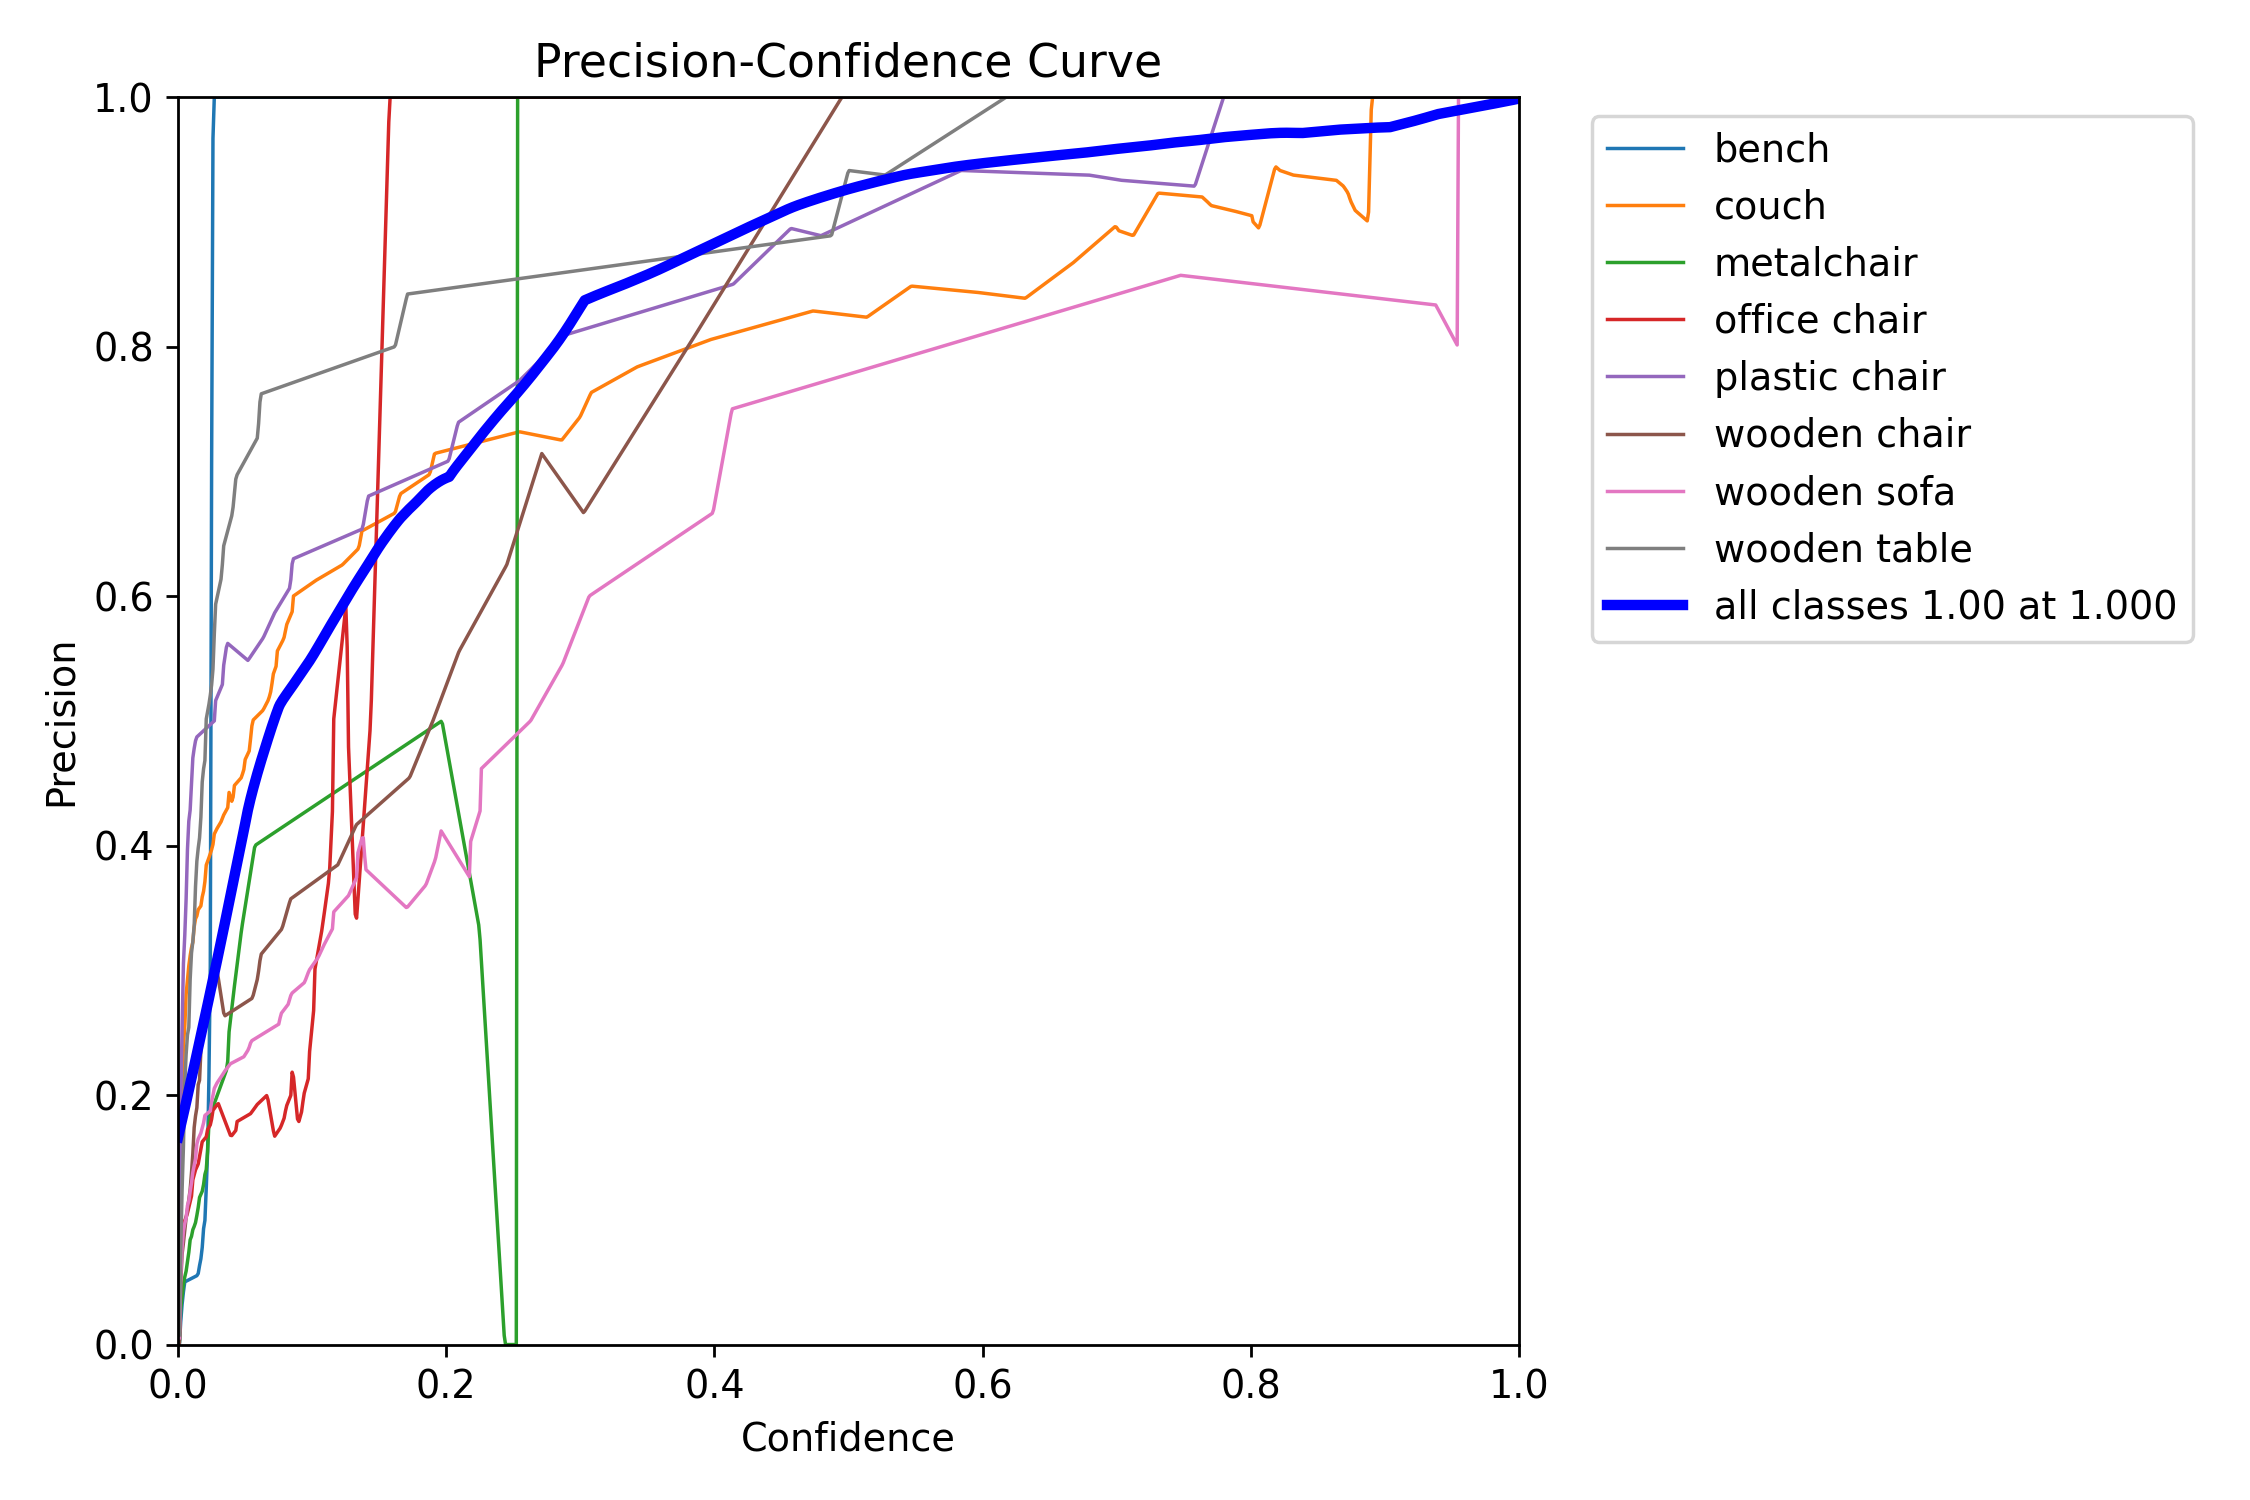 Precision-Confidence Curve
1.0
0.8
0.6
0.4
0.2
0.0
Precision
0.0 0.2 0.4 0.6 0.8 1.0
Confidence
bench
couch
metalchair
office chair
plastic chair
wooden chair
wooden sofa
wooden table
all classes 1.00 at 1.000